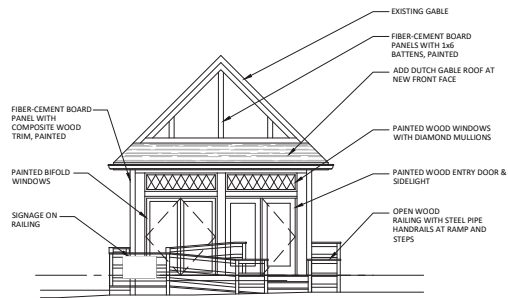 EXISTING GABLE
FIBER-CEMENT BOARD
PANELS WITH 1x6
BATTENS, PAINTED
ADD DUTCH GABLE ROOF AT
NEW FRONT FACE
FIBER-CEMENT BOARD
PANEL WITH
COMPOSITE WOOD
TRIM, PAINTED
PAINTED WOOD WINDOWS
WITH DIAMOND MULLIONS
PAINTED BIFOLD
WINDOWS
PAINTED WOOD ENTRY DOOR &
SIDELIGHT
SIGNAGE ON
RAILING
OPEN WOOD
RAILING WITH STEEL PIPE
HANDRAILS AT RAMP AND
STEPS